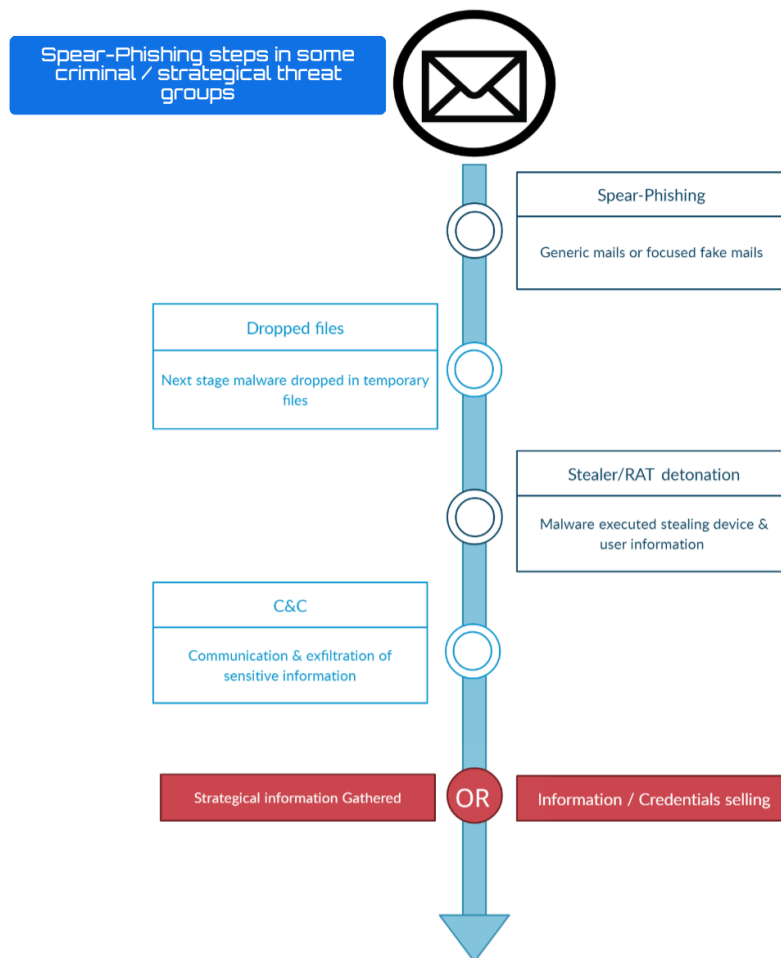 Spear-Phishing steps in some
criminal / strategical threat
groups
Spear-Phishing
Generic mails or focused fake mails
Dropped files
Next stage malware dropped in temporary
files
Stealer/RAT detonation
Malware executed stealing device &
user information
C&C
Communication & exfiltration of
sensitive information
Strategical information Gathered
OR
Information / Credentials selling